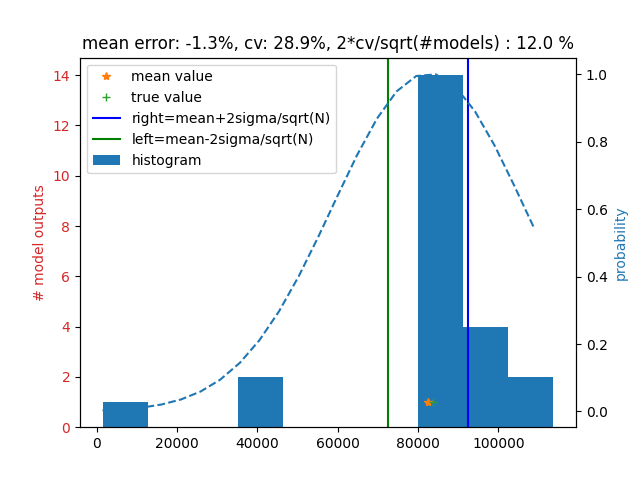 mean error: -1.3%, cv: 28.9%, 2*cv/sqrt(#models) : 12.0 %
mean value
true value
right=mean+2sigma/sqrt(N)
left=mean-2sigma/sqrt(N)
histogram
# model outputs
14
12
10
8
6
4
2
0
1.0
0.8
0.6
0.4
0.2
0.0
probability
0 20000 40000 60000 80000 100000